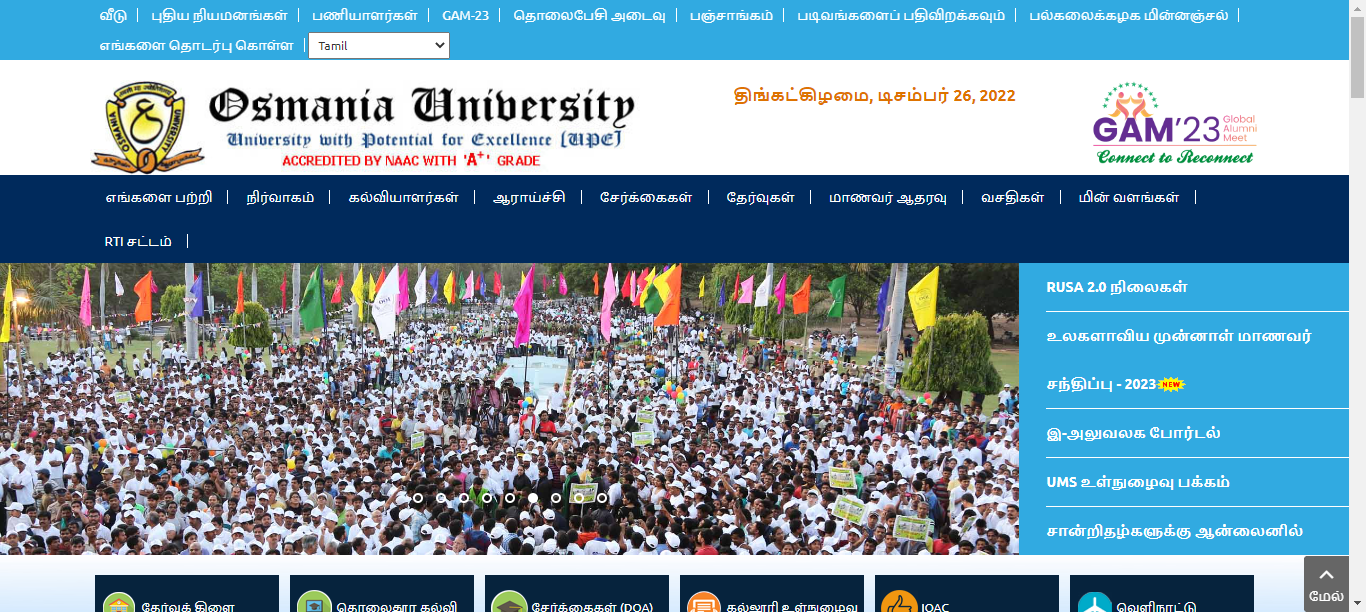 வீடு புதிய நியமனங்கள் பணியாளர்கள் GAM-23 தொலைபேசி அடைவு பஞ்சாங்கம் படிவங்களைப் பதிவிறக்கவும் பல்கலைக்கழக மின்னஞ்சல்
எங்களை தொடர்பு கொள்ள Tamil
Osmania University
University with Potential for Excellence [UPE]
ACCREDITED BY NAAC WITH 'A+' GRADE
OSMANIA UNIVERSITY
திங்கட்கிழமை, டிசம்பர் 26, 2022
GAM'23 Global Alumni Meet
Connect to Reconnect
எங்களை பற்றி நிர்வாகம் கல்வியாளர்கள் ஆராய்ச்சி சேர்க்கைகள் தேர்வுகள் மாணவர் ஆதரவு வசதிகள் மின் வளங்கள்
RTI சட்டம்
RUSA 2.0 நிலைகள்
உலகளாவிய முன்னாள் மாணவர்
சந்திப்பு - 2023 NEW
இ-அலுவலக போர்டல்
UMS உள்நுழைவு பக்கம்
சான்றிதழ்களுக்கு ஆன்லைனில்
மேல்
தேர்வுக் கிளை தொலைதூர கல்வி சேர்க்கைகள் (DOA) கல்லூரி உள்நுழைவு IQAC வெளிநாட்டு